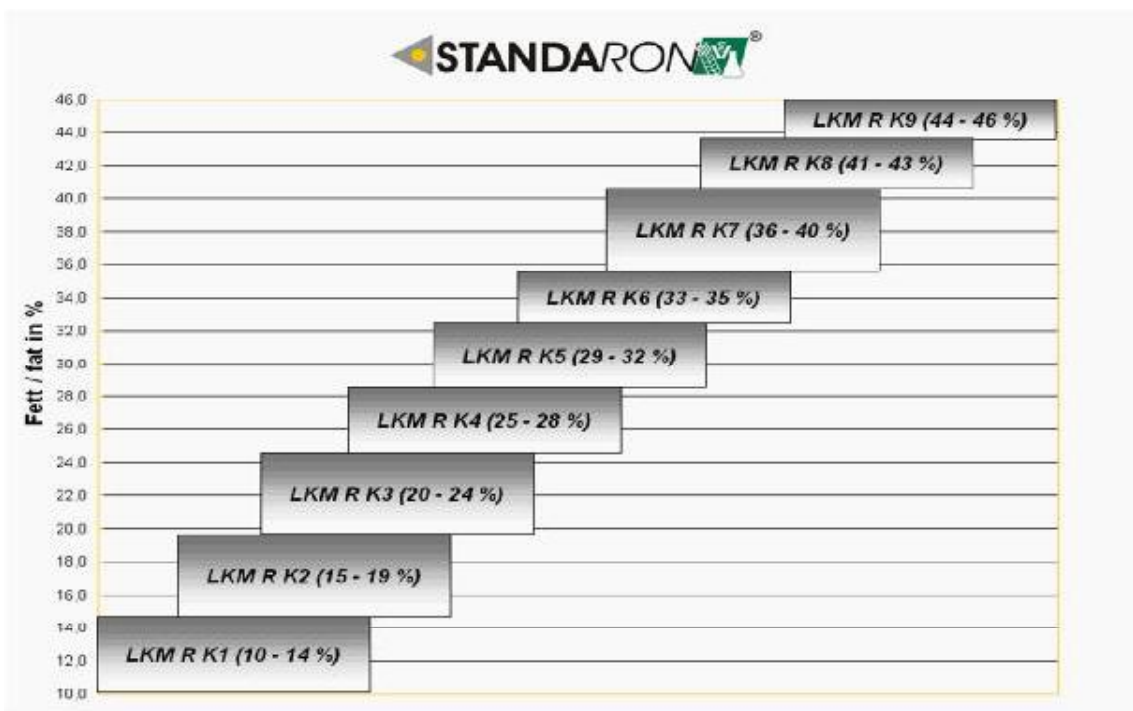 STANDARON®
46,0
LKM R K9 (44 - 46 %)
44,0
42,0
LKM R K8 (41 - 43 %)
40,0
38,0
LKM R K7 (36 - 40 %)
36,0
34,0
LKM R K6 (33 - 35 %)
32,0
30,0
LKM R K5 (29 - 32 %)
28,0
26,0
LKM R K4 (25 - 28 %)
24,0
22,0
LKM R K3 (20 - 24 %)
20,0
18,0
LKM R K2 (15 - 19 %)
16,0
14,0
12,0
LKM R K1 (10 - 14 %)
10,0
Fett / fat in %